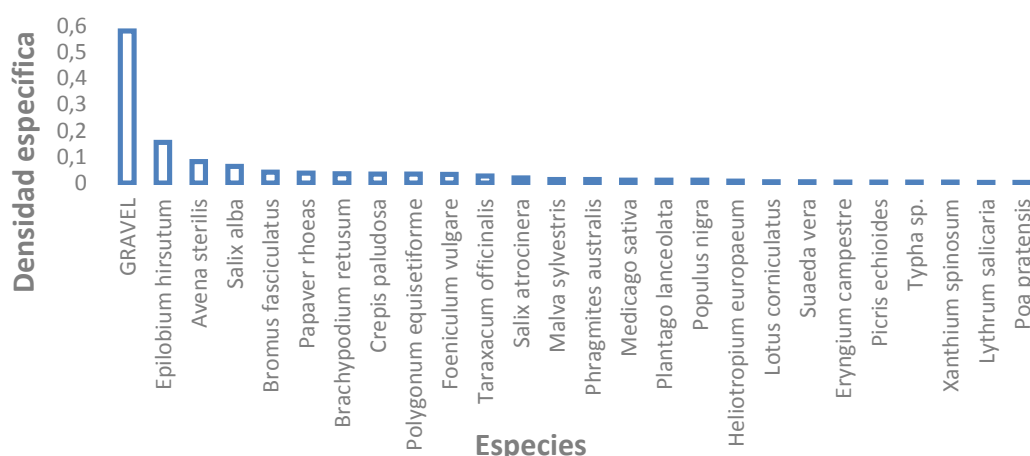 Densidad específica
0,6
0,5
0,4
0,3
0,2
0,1
0
GRAVEL
Epilobium hirsutum
Avena sterilis
Salix alba
Bromus fasciculatus
Papaver rhoeas
Brachypodium retusum
Crepis paludosa
Polygonum equisetiforme
Foeniculum vulgare
Taraxacum officinalis
Salix atrocinera
Malva sylvestris
Phragmites australis
Medicago sativa
Plantago lanceolata
Populus nigra
Heliotropium europaeum
Lotus corniculatus
Suaeda vera
Eryngium campestre
Picris echioides
Typha sp.
Xanthium spinosum
Lythrum salicaria
Poa pratensis
Especies